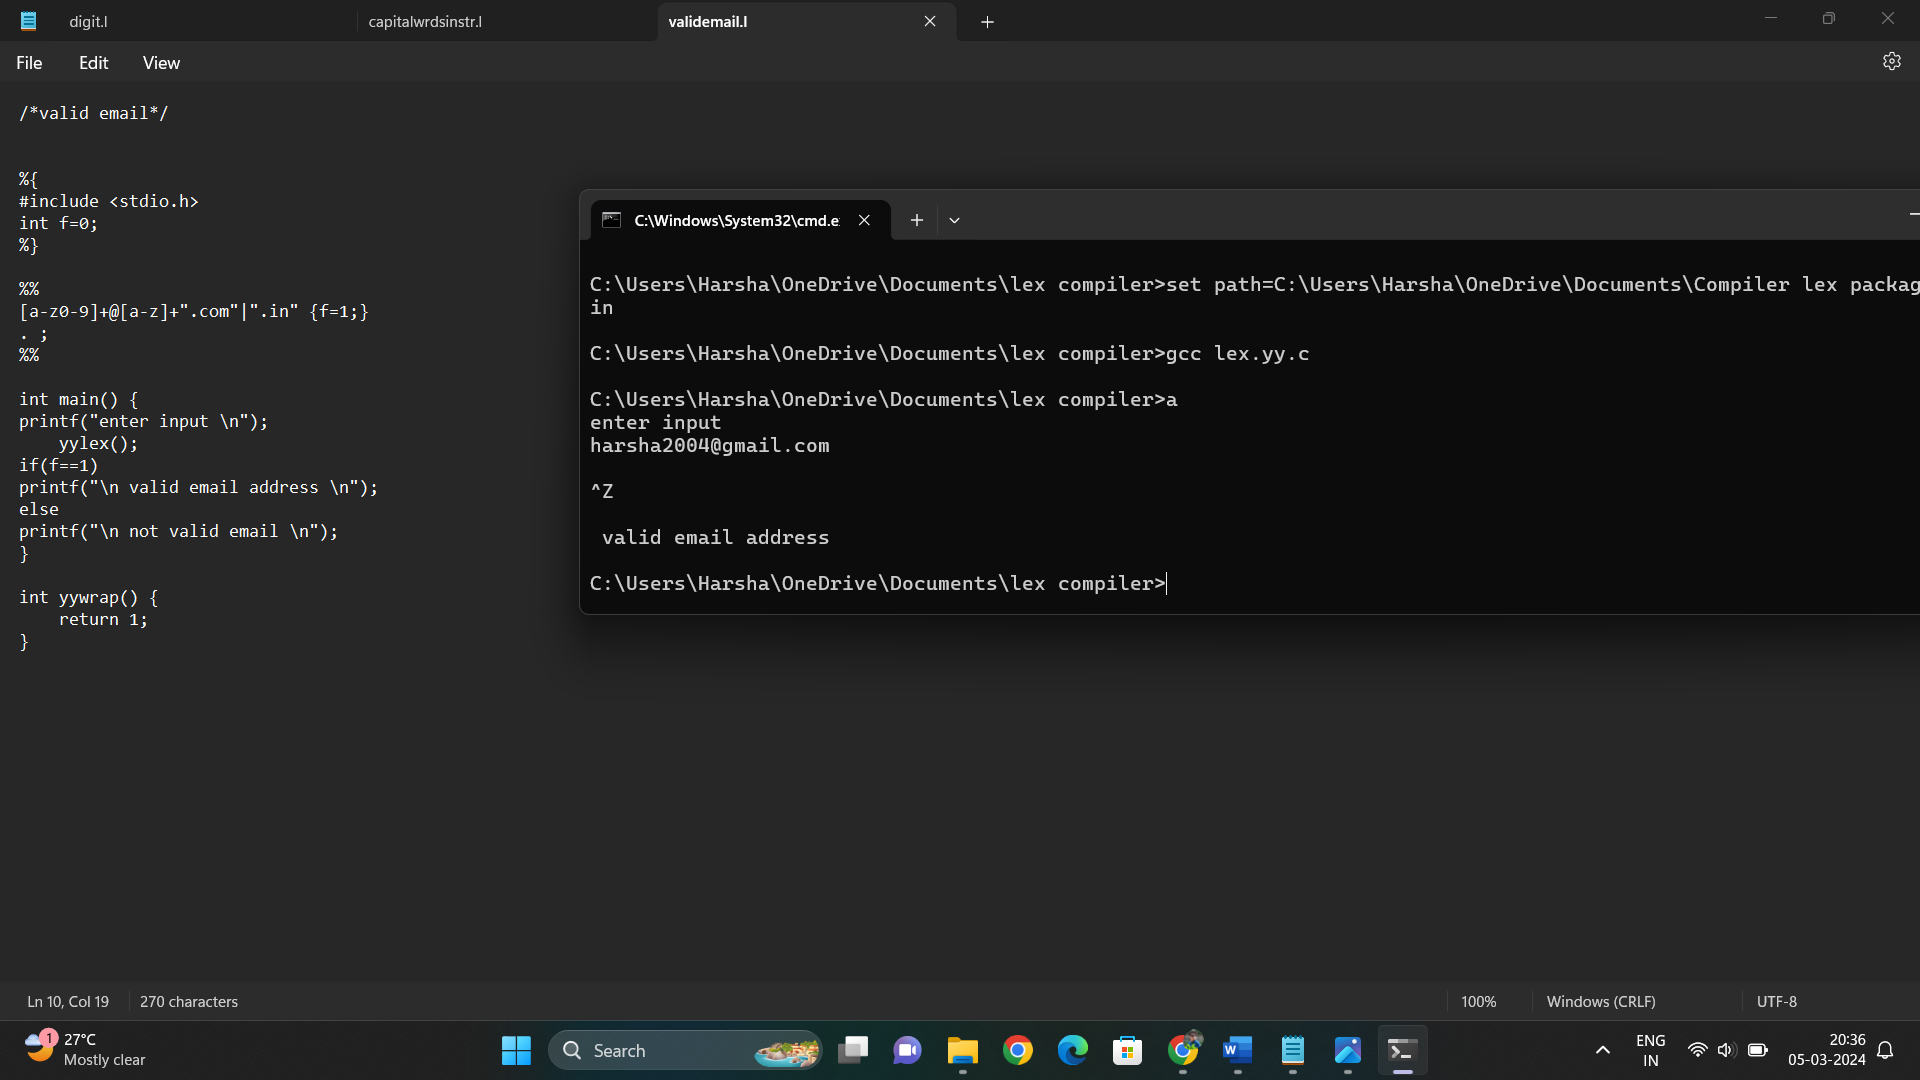 digit.l
capitalwrdsinstr.l
validemail.l
File Edit View
/*valid email*/
%{
#include <stdio.h>
int f=0;
%}
%%
[a-z0-9]+@[a-z]+".com"|".in" {f=1;}
. ;
%%
int main() {
printf("enter input \n");
yylex();
if(f==1)
printf("\n valid email address \n");
else
printf("\n not valid email \n");
}
int yywrap() {
return 1;
}
C:\Windows\System32\cmd.e
C:\Users\Harsha\OneDrive\Documents\lex compiler>set path=C:\Users\Harsha\OneDrive\Documents\Compiler lex packag
in
C:\Users\Harsha\OneDrive\Documents\lex compiler>gcc lex.yy.c
C:\Users\Harsha\OneDrive\Documents\lex compiler>a
enter input
harsha2004@gmail.com
^Z
valid email address
C:\Users\Harsha\OneDrive\Documents\lex compiler>
Ln 10, Col 19 270 characters 100% Windows (CRLF) UTF-8
1
27°C
Mostly clear
Search
W
ENG
IN
20:36
05-03-2024